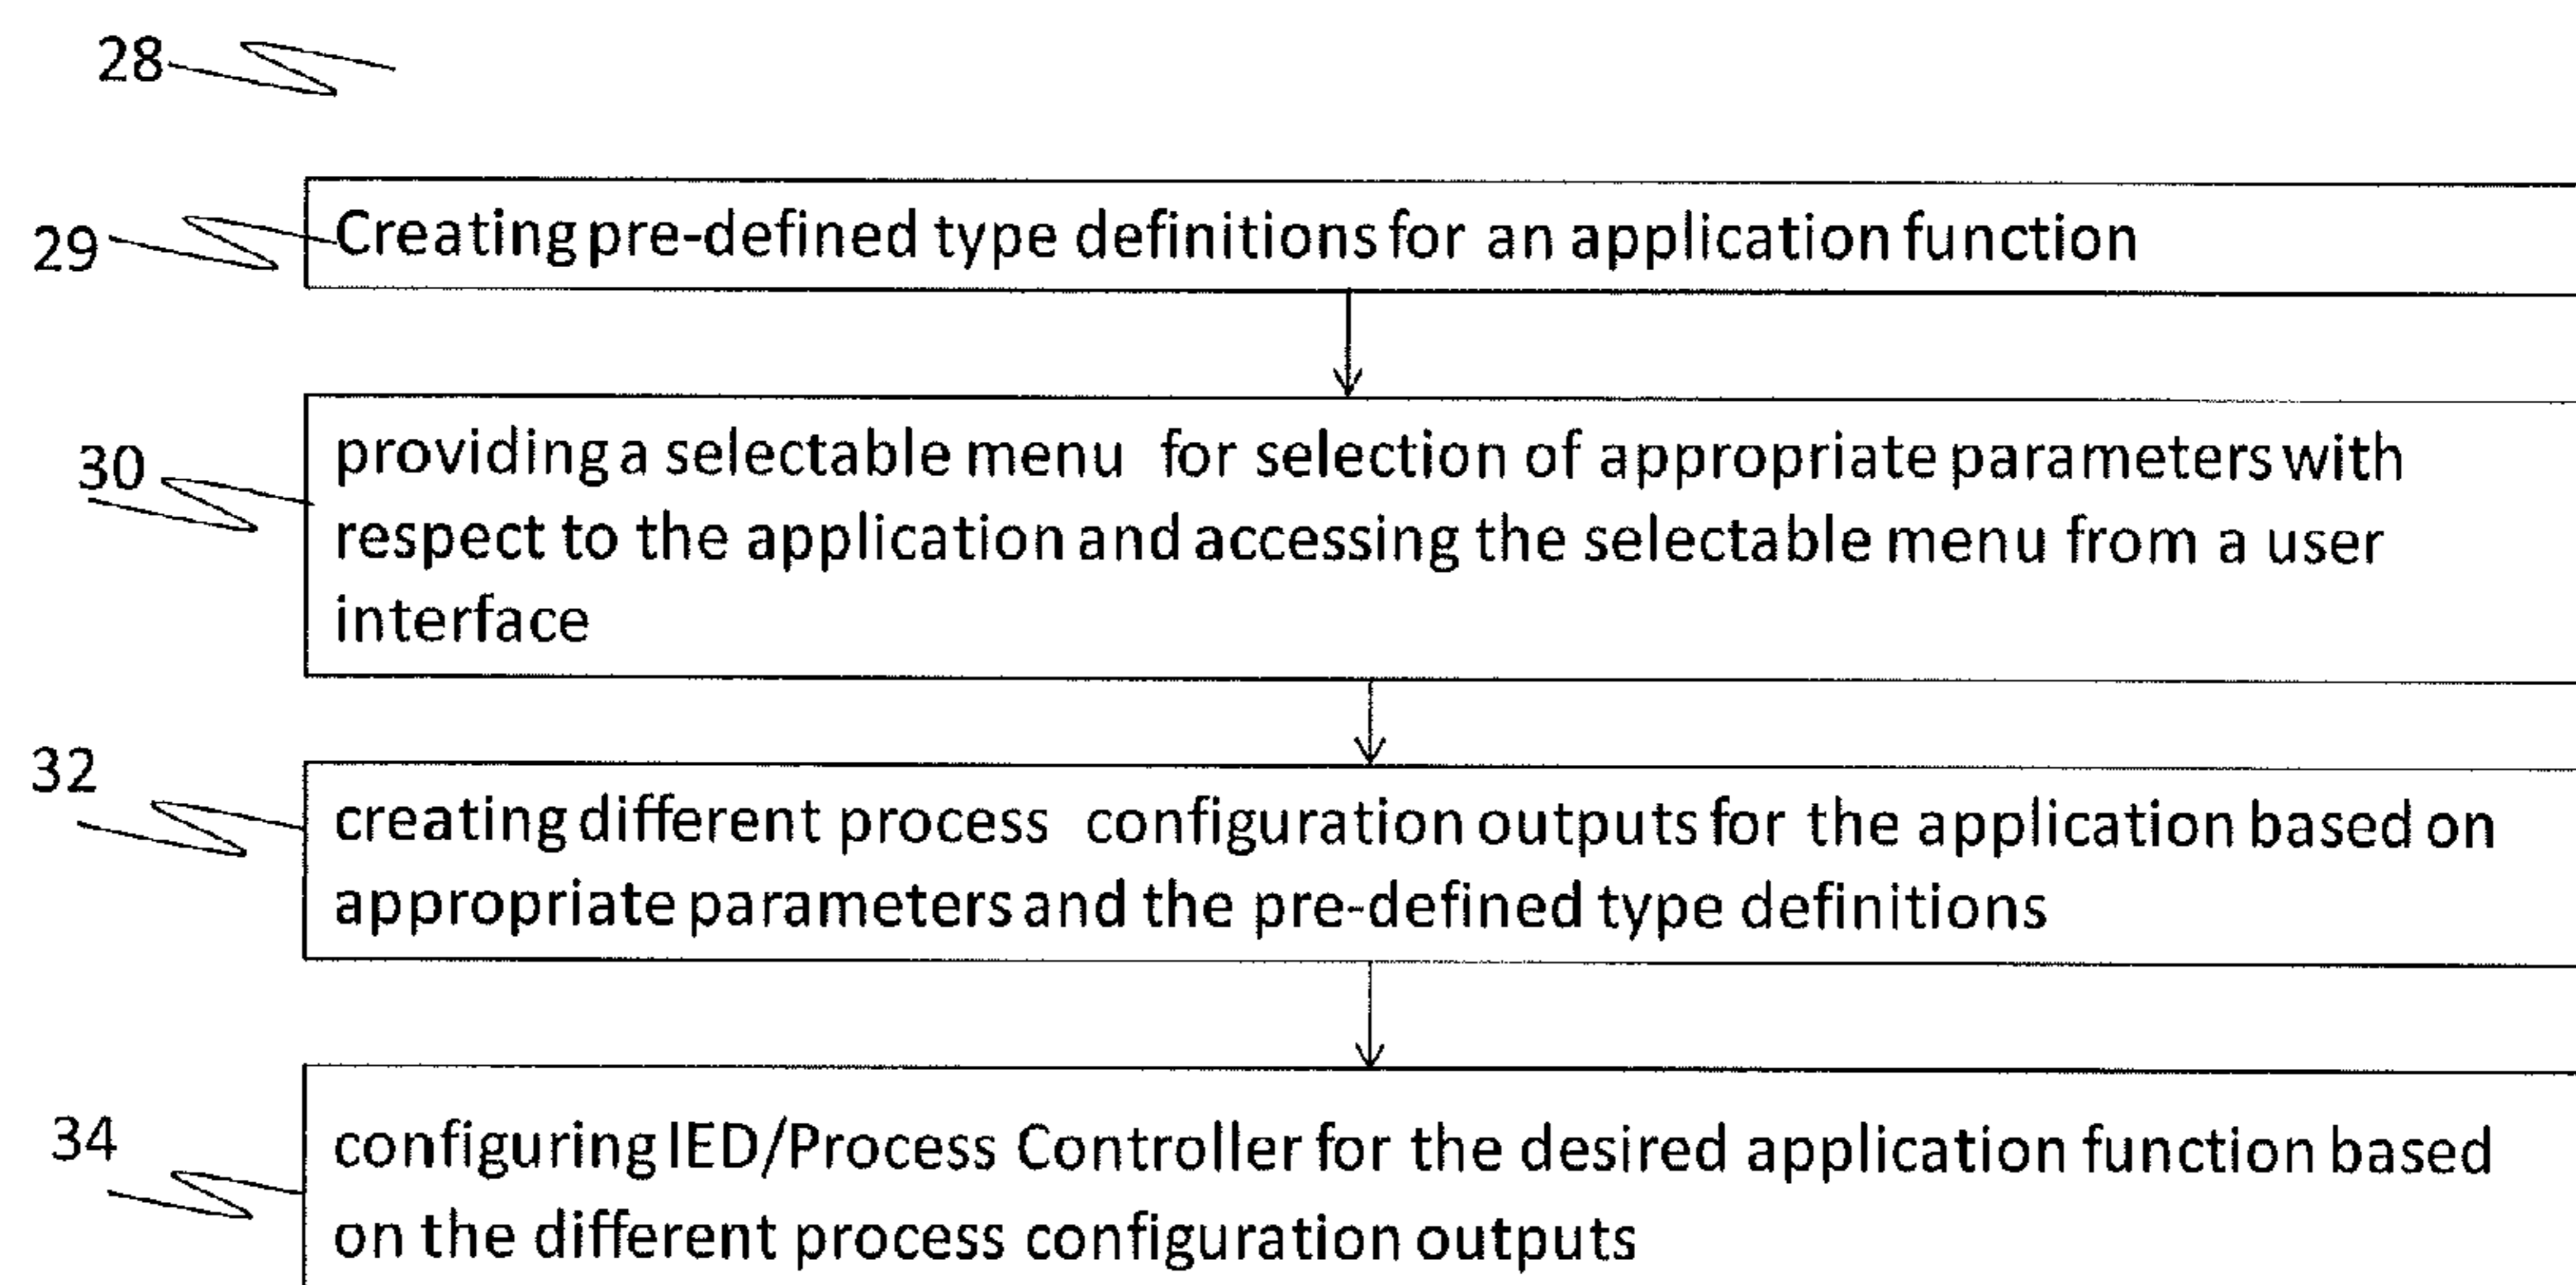 28
29
Creating pre-defined type definitions for an application function
30
providing a selectable menu for selection of appropriate parameters with
respect to the application and accessing the selectable menu from a user
interface
32
creating different process configuration outputs for the application based on
appropriate parameters and the pre-defined type definitions
34
configuring IED/Process Controller for the desired application function based
on the different process configuration outputs